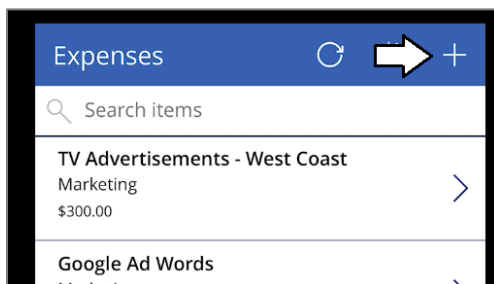 Expenses
Search items
TV Advertisements - West Coast
Marketing
$300.00
Google Ad Words